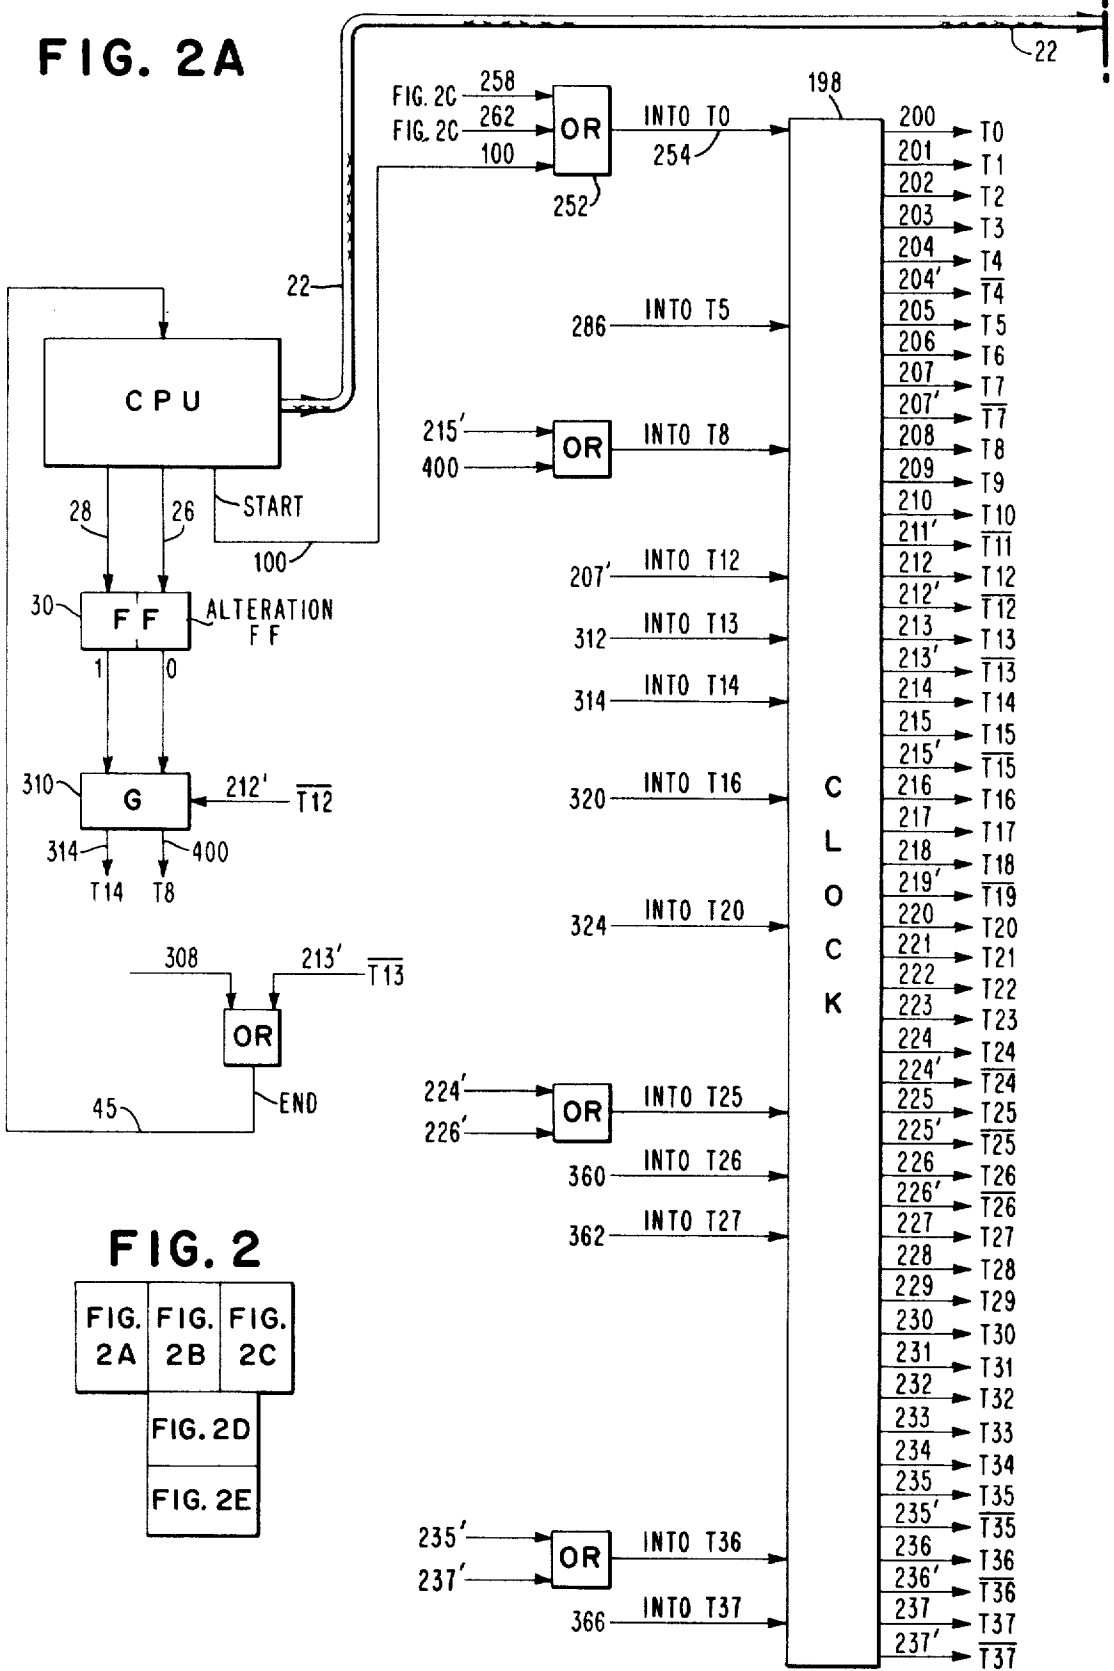 FIG. 2A
22
FIG. 2C 258
FIG. 2C 262
100
OR
252
INTO T0
254
198
22
CPU
28
26
START
100
30
FF
ALTERATION
FF
1
0
310
G
212' T12
314
400
T14
T8
308
213' T13
OR
END
45
286 INTO T5
215'
400
OR
INTO T8
207' INTO T12
312 INTO T13
314 INTO T14
320 INTO T16
324 INTO T20
224'
226'
OR
INTO T25
360 INTO T26
362 INTO T27
235'
237'
OR
INTO T36
366 INTO T37
CLOCK
200 T0
201 T1
202 T2
203 T3
204 T4
204' T4
205 T5
206 T6
207 T7
207' T7
208 T8
209 T9
210 T10
211' T11
212 T12
212' T12
213 T13
213' T13
214 T14
215 T15
215' T15
216 T16
217 T17
218 T18
219' T19
220 T20
221 T21
222 T22
223 T23
224 T24
224' T24
225 T25
225' T25
226 T26
226' T26
227 T27
228 T28
229 T29
230 T30
231 T31
232 T32
233 T33
234 T34
235 T35
235' T35
236 T36
236' T36
237 T37
237' T37
FIG. 2
FIG.
2A
FIG.
2B
FIG.
2C
FIG. 2D
FIG. 2E